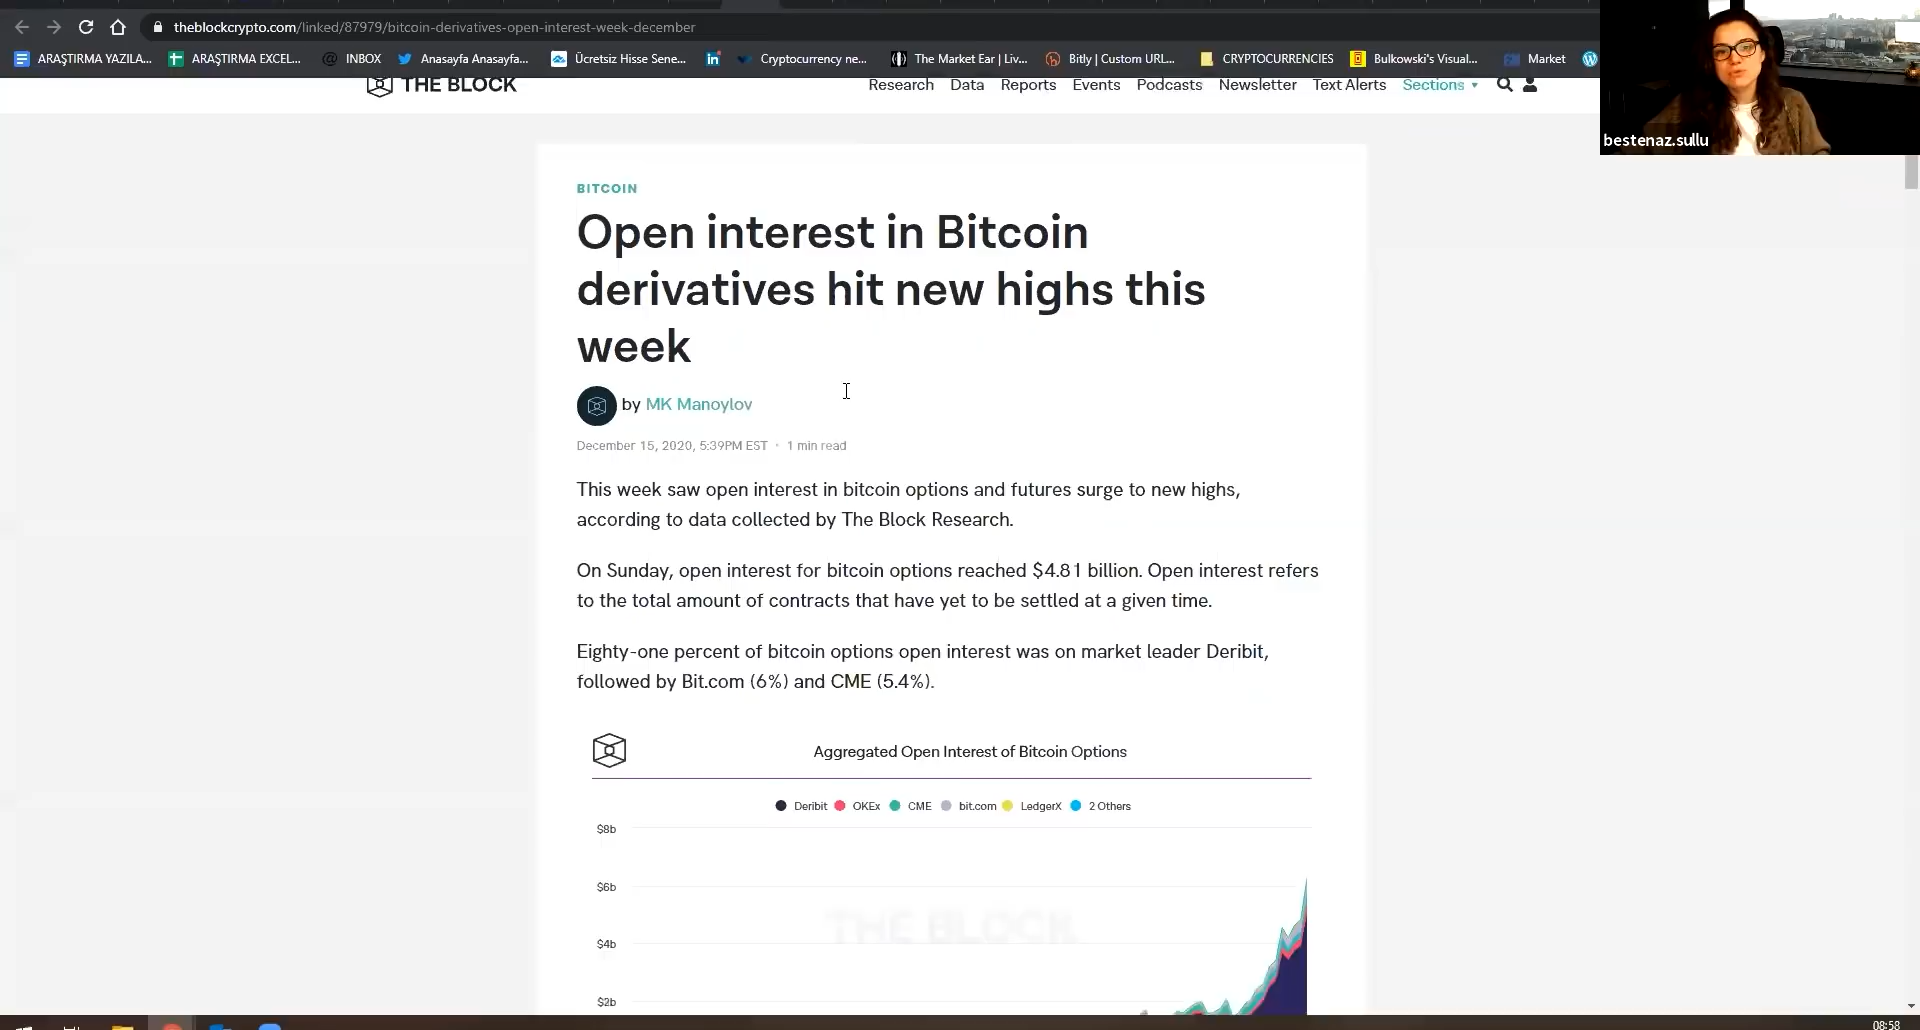 theblockcrypto.com/linked/87979/bitcoin-derivatives-open-interest-week-december
ARAŞTIRMA YAZILA... ARAŞTIRMA EXCEL... INBOX Anasayfa Anasayfa... Ücretsiz Hisse Sene... in Cryptocurrency ne... The Market Ear | Liv... Bitly | Custom URL... CRYPTOCURRENCIES Bulkowski's Visual... Market
THE BLOCK Research Data Reports Events Podcasts Newsletter Text Alerts Sections
bestenaz.sullu
BITCOIN
Open interest in Bitcoin
derivatives hit new highs this
week
by MK Manoylov
December 15, 2020, 5:39PM EST • 1 min read
This week saw open interest in bitcoin options and futures surge to new highs,
according to data collected by The Block Research.
On Sunday, open interest for bitcoin options reached $4.81 billion. Open interest refers
to the total amount of contracts that have yet to be settled at a given time.
Eighty-one percent of bitcoin options open interest was on market leader Deribit,
followed by Bit.com (6%) and CME (5.4%).
Aggregated Open Interest of Bitcoin Options
Deribit OKEx CME bit.com LedgerX 2 Others
$8b
$6b
THE BLOCK
$4b
$2b
08:58